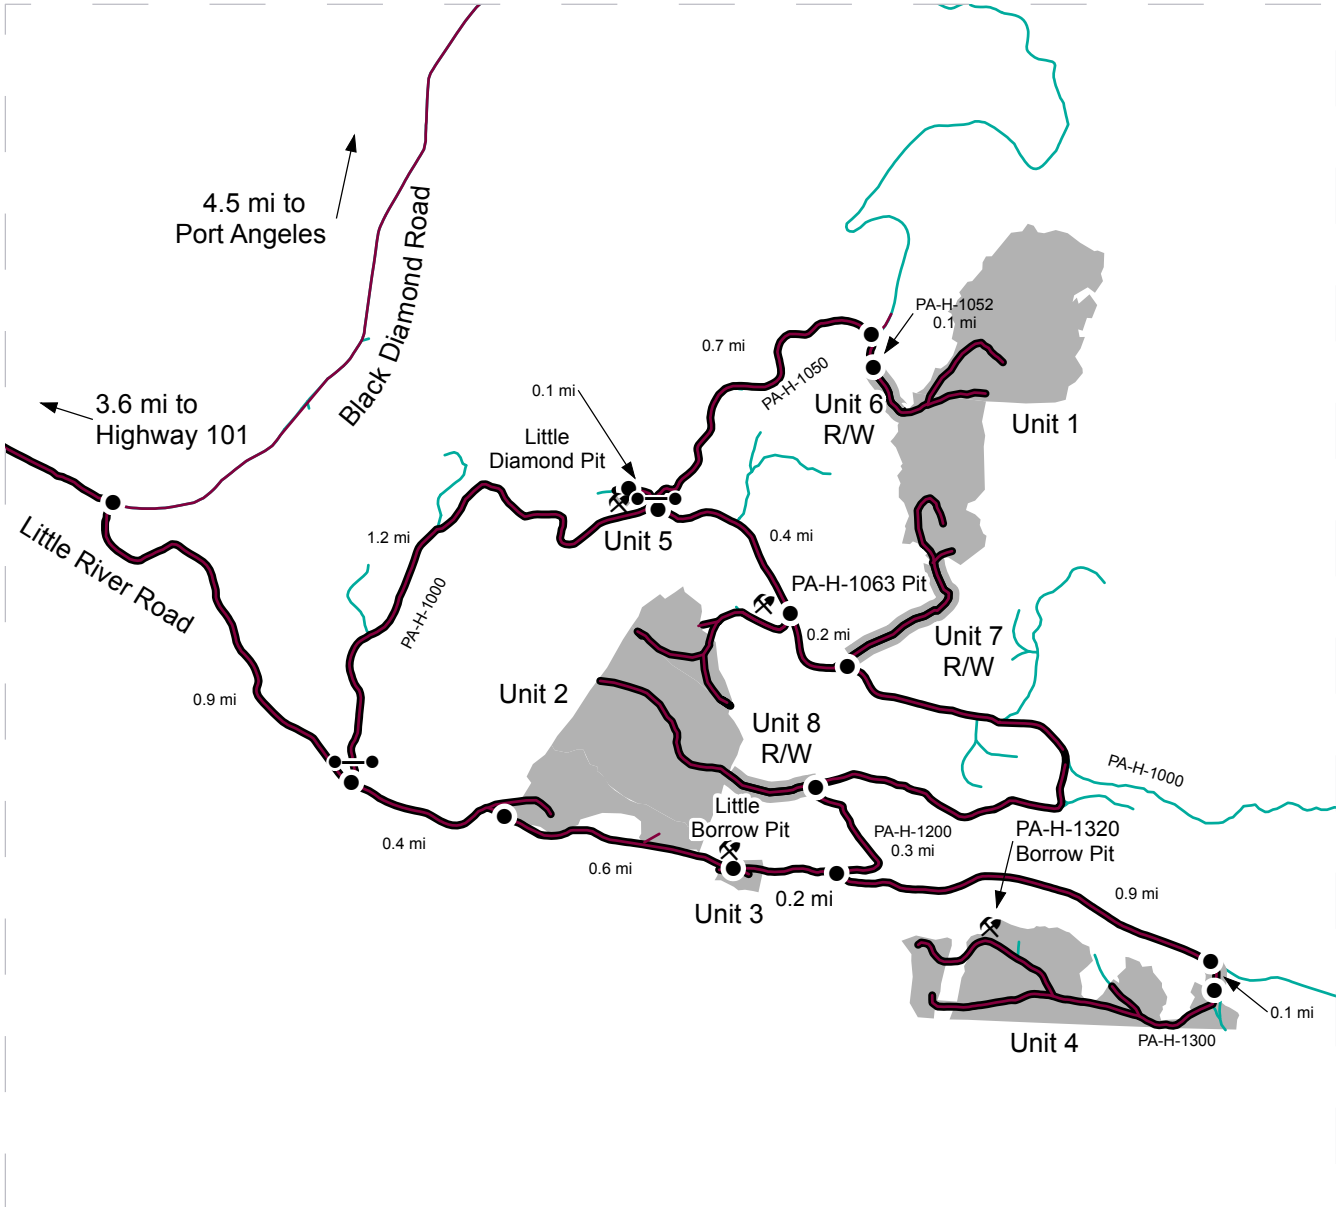 4.5 mi to
Port Angeles
Black Diamond Road
3.6 mi to
Highway 101
Little River Road
PA-H-1052
0.1 mi
0.7 mi
PA-H-1050
0.1 mi
Unit 6
R/W
Unit 1
Little
Diamond Pit
1.2 mi
Unit 5
0.4 mi
PA-H-1000
PA-H-1063 Pit
0.2 mi
Unit 7
R/W
0.9 mi
Unit 2
Unit 8
R/W
PA-H-1000
Little
Borrow Pit
PA-H-1200
0.3 mi
PA-H-1320
Borrow Pit
0.4 mi
0.6 mi
0.2 mi
Unit 3
0.9 mi
0.1 mi
Unit 4
PA-H-1300